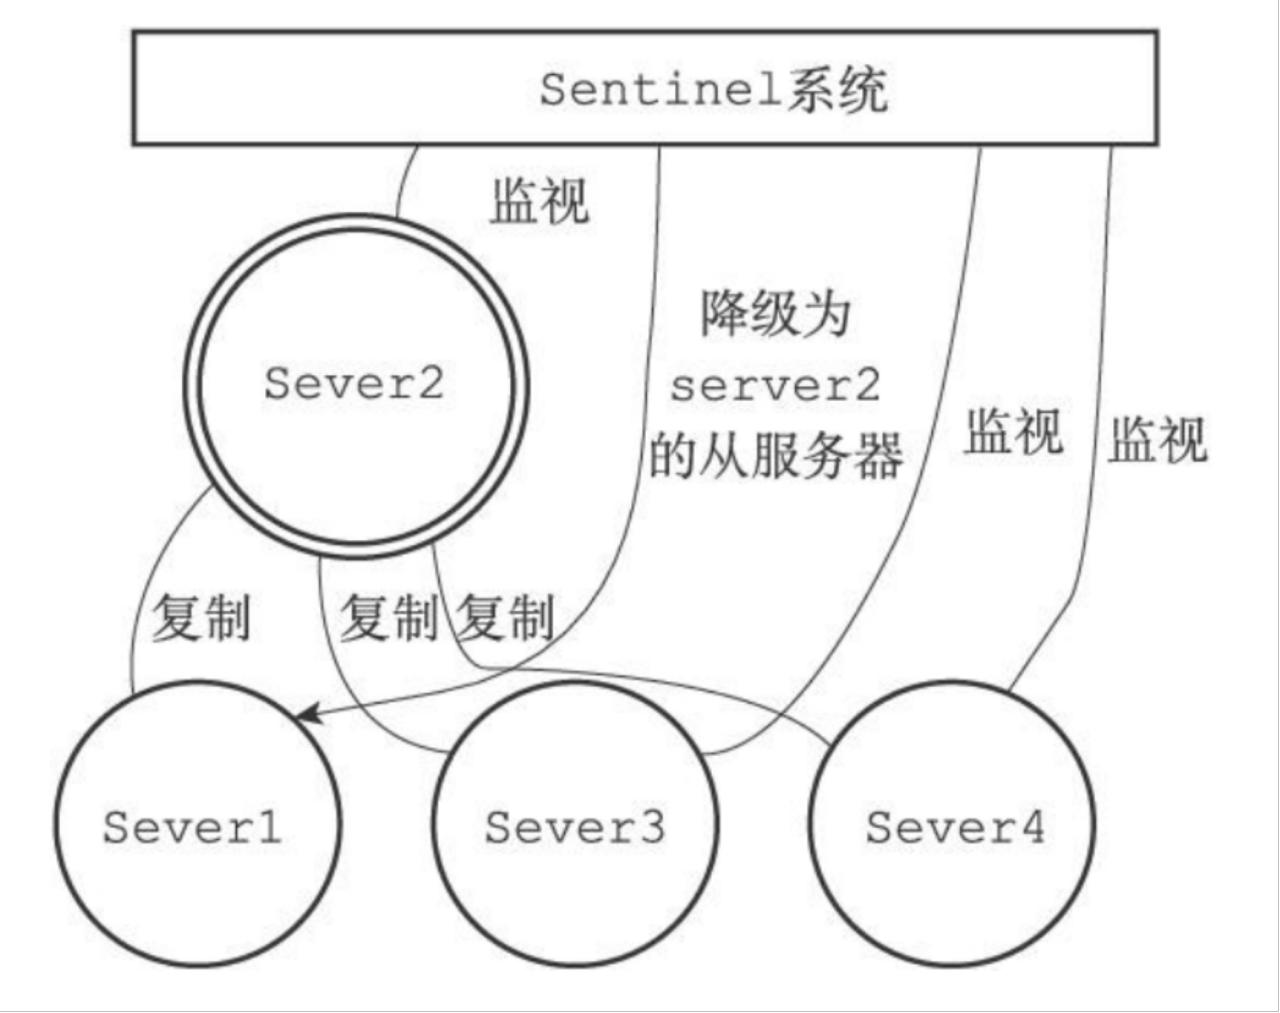 Sentinel系统
监视
Sever2
降级为
server2
的从服务器
监视
监视
复制
复制
复制
Sever1
Sever3
Sever4